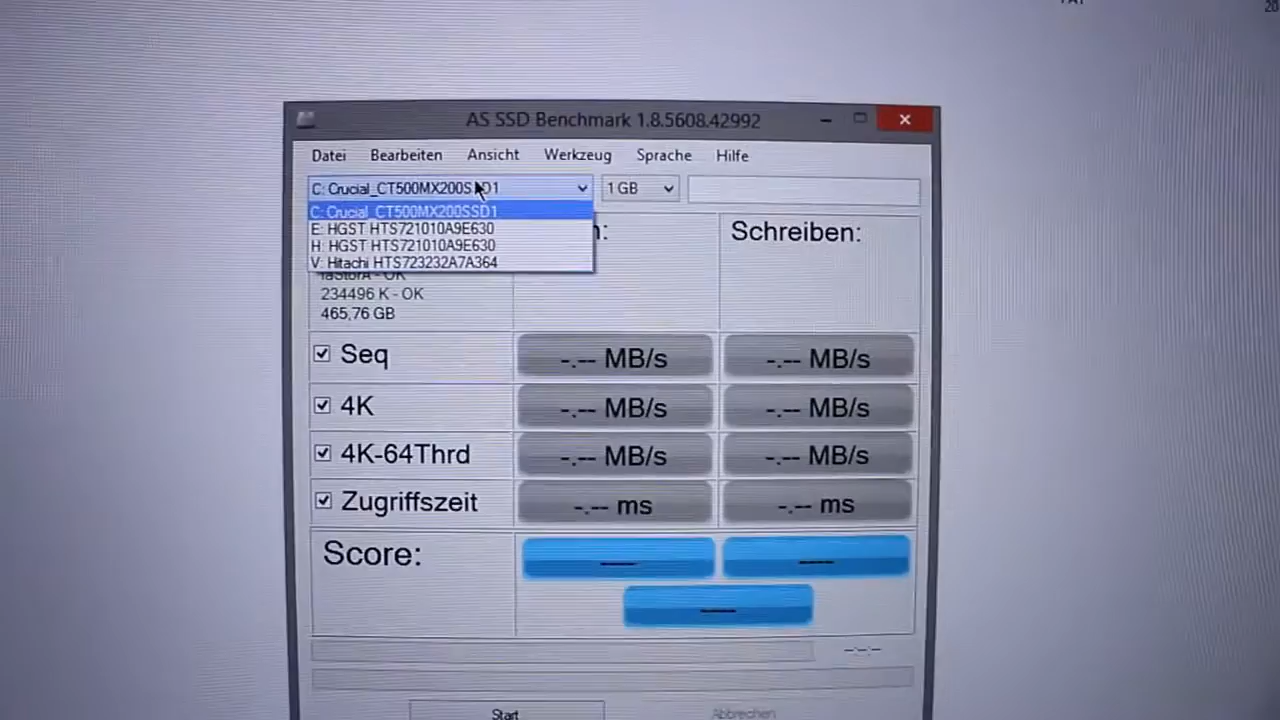 AS SSD Benchmark 1.8.5608.42992
Datei Bearbeiten Ansicht Werkzeug Sprache Hilfe
C: Crucial_CT500MX200SSD1 1 GB
C: Crucial_CT500MX200SSD1
E: HGST HTS721010A9E630
H: HGST HTS721010A9E630
V: Hitachi HTS723232A7A364
Schreiben:
- OK
234496 K - OK
465,76 GB
Seq -.-- MB/s -.-- MB/s
4K -.-- MB/s -.-- MB/s
4K-64Thrd -.-- MB/s -.-- MB/s
Zugriffszeit -.-- ms -.-- ms
Score: ---- ----
----
--:--
Start Abbrechen